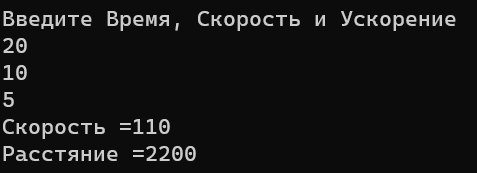 Введите Время, Скорость и Ускорение
20
10
5
Скорость =110
Расстяние =2200